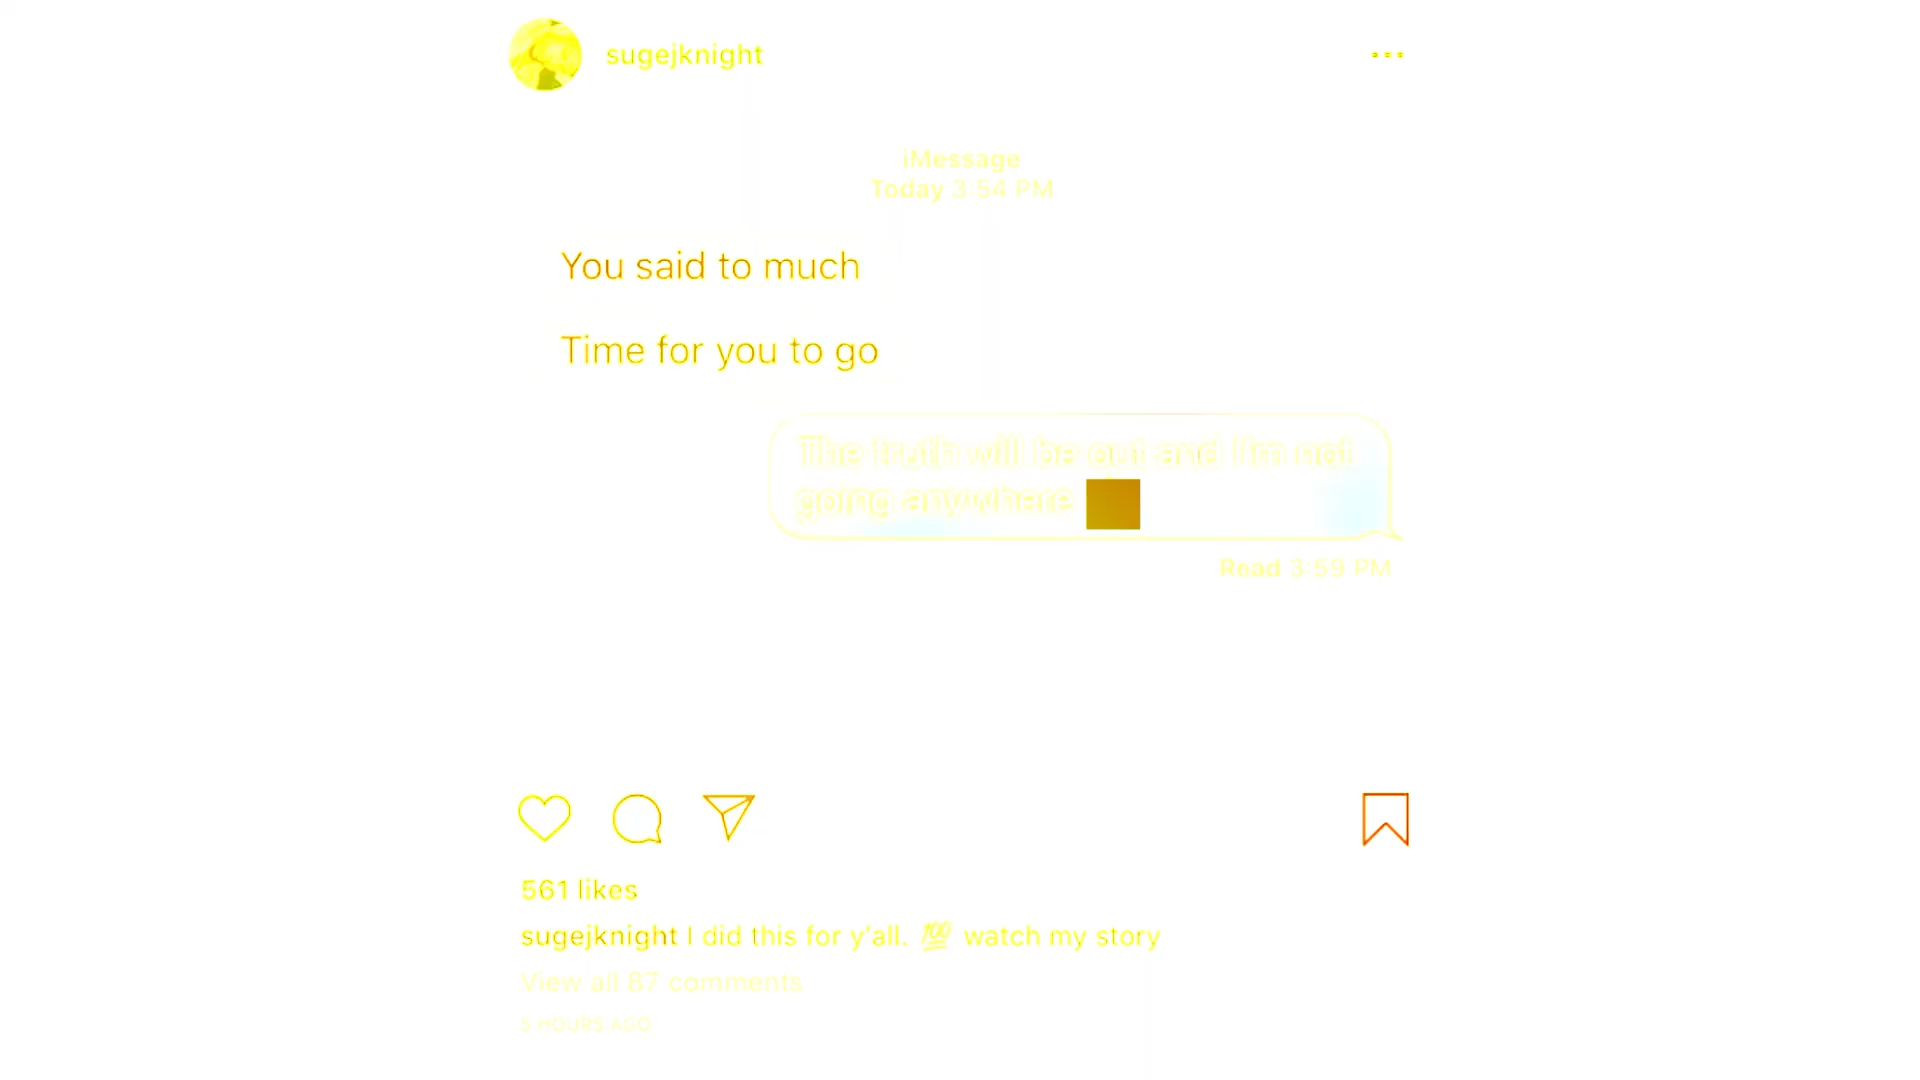 sugejknight
iMessage
Today 3:54 PM
You said to much
Time for you to go
The truth will be out and I'm not
going anywhere
Read 3:59 PM
561 likes
sugejknight I did this for y'all. 💯 watch my story
View all 87 comments
5 HOURS AGO